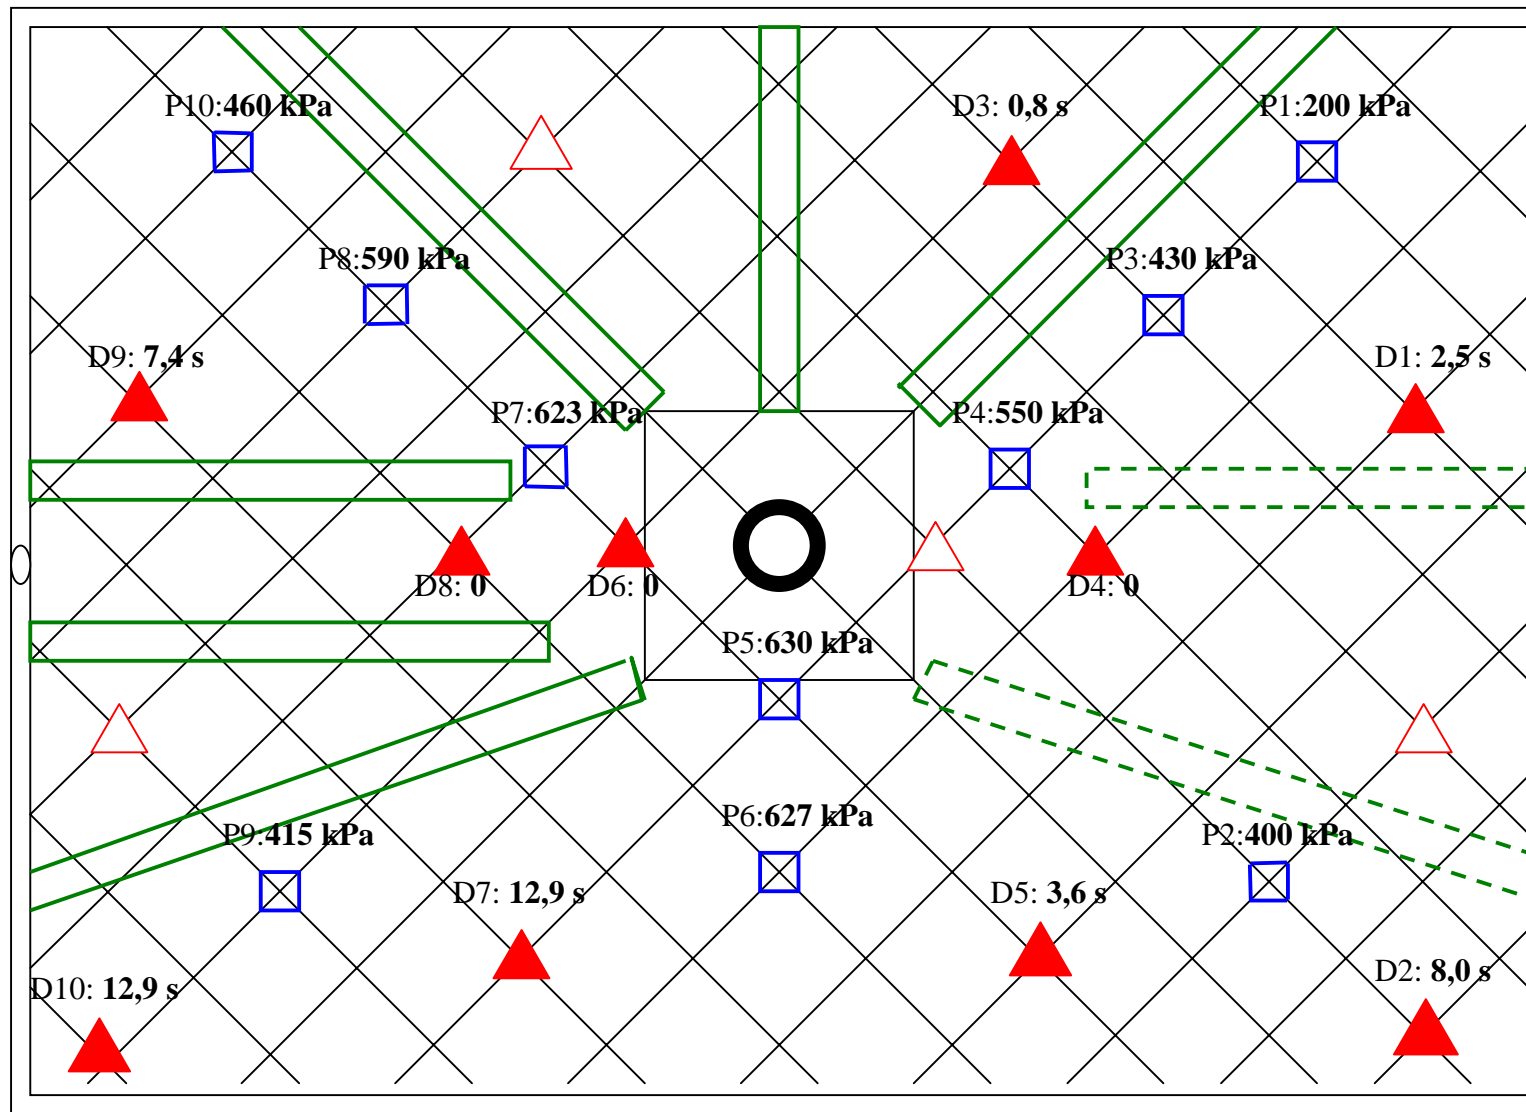 P10:460 kPa
D3: 0,8 s
P1:200 kPa
P8:590 kPa
P3:430 kPa
D9: 7,4 s
D1: 2,5 s
P7:623 kPa
P4:550 kPa
D8: 0
D6: 0
D4: 0
P5:630 kPa
P9:415 kPa
P6:627 kPa
P2:400 kPa
D7: 12,9 s
D5: 3,6 s
D10: 12,9 s
D2: 8,0 s